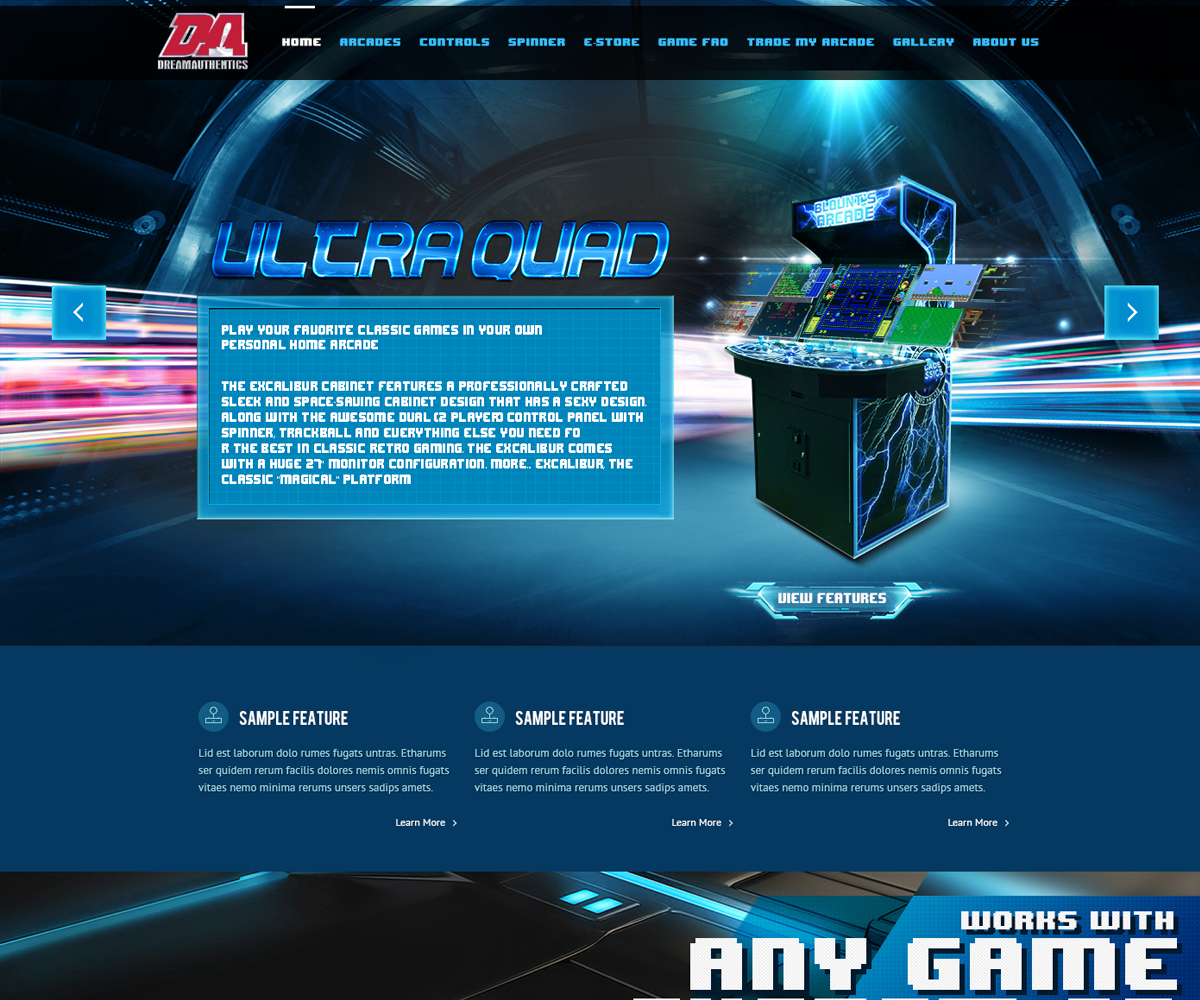 DA
DREAMAUTHENTICS
HOME ARCADES CONTROLS SPINNER E-STORE GAME FAQ TRADE MY ARCADE GALLERY ABOUT US
BLOUNT'S
ARCADE
ULTRA QUAD
PLAY YOUR FAVORITE CLASSIC GAMES IN YOUR OWN
PERSONAL HOME ARCADE
THE EXCALIBUR CABINET FEATURES A PROFESSIONALLY CRAFTED
SLEEK AND SPACE-SAVING CABINET DESIGN THAT HAS A SEXY DESIGN.
ALONG WITH THE AWESOME DUAL (2 PLAYER) CONTROL PANEL WITH
SPINNER, TRACKBALL AND EVERYTHING ELSE YOU NEED FO
R THE BEST IN CLASSIC RETRO GAMING. THE EXCALIBUR COMES
WITH A HUGE 27" MONITOR CONFIGURATION. MORE.. EXCALIBUR, THE
CLASSIC "MAGICAL" PLATFORM
VIEW FEATURES
SAMPLE FEATURE
Lid est laborum dolo rumes fugats untras. Etharums
ser quidem rerum facilis dolores nemis omnis fugats
vitaes nemo minima rerums unsers sadips amets.
Learn More
SAMPLE FEATURE
Lid est laborum dolo rumes fugats untras. Etharums
ser quidem rerum facilis dolores nemis omnis fugats
vitaes nemo minima rerums unsers sadips amets.
Learn More
SAMPLE FEATURE
Lid est laborum dolo rumes fugats untras. Etharums
ser quidem rerum facilis dolores nemis omnis fugats
vitaes nemo minima rerums unsers sadips amets.
Learn More
WORKS WITH
ANY GAME